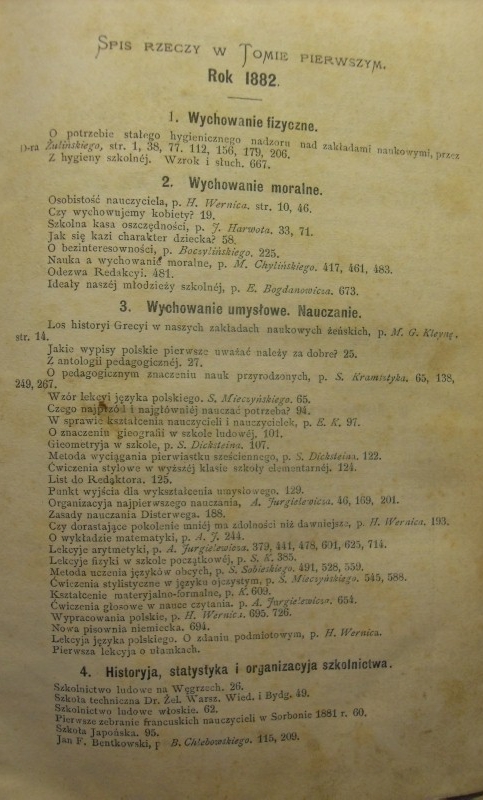 SPIS RZECZY W TOMIE PIERWSZYM.
Rok 1882.
1. Wychowanie fizyczne.
O potrzebie stałego hygienicznego nadzoru nad zakładami naukowymi, przez
D-ra Żulińskiego, str. 1, 38, 77. 112, 156, 179, 206.
Z hygieny szkolnéj. Wzrok i słuch. 667.
2. Wychowanie moralne.
Osobistość nauczyciela, p. H. Wernica. str. 10, 46.
Czy wychowujemy kobiety? 19.
Szkolna kasa oszczędności, p. J. Harwota. 33, 71.
Jak się kazi charakter dziecka? 58.
O bezinteresowności, p. Boczylińskiego. 225.
Nauka a wychowanie moralne, p. M. Chylińskiego. 417, 461, 483.
Odezwa Redakcyi. 481.
Ideały naszéj młodzieży szkolnéj, p. E. Bogdanowicza. 673.
3. Wychowanie umysłowe. Nauczanie.
Los historyi Grecyi w naszych zakładach naukowych żeńskich, p. M. G. Kleynę,
str. 14.
Jakie wypisy polskie pierwsze uważać należy za dobre? 25.
Z antologii pedagogicznéj. 27.
O pedagogicznym znaczeniu nauk przyrodzonych, p. S. Kramsztyka. 65, 138,
249, 267.
Wzór lekcyi języka polskiego. S. Mieczyńskiego. 65.
Czego najprzód i najgłówniéj nauczać potrzeba? 94.
W sprawie kształcenia nauczycieli i nauczycielek, p. E. K. 97.
O znaczeniu gieografii w szkole ludowéj. 101.
Gieometryja w szkole, p. S. Dicksteina. 107.
Metoda wyciągania pierwiastku sześciennego, p. S. Dicksteina. 122.
Ćwiczenia stylowe w wyższéj klasie szkoły elementarnéj. 124.
List do Redaktora. 125.
Punkt wyjścia dla wykształcenia umysłowego. 129.
Organizacyja najpierwszego nauczania, A. Jurgielewicza. 46, 169, 201.
Zasady nauczania Disterwega. 188.
Czy dorastające pokolenie mniéj ma zdolności niż dawniejsze, p. H. Wernica. 193.
O wykładzie matematyki, p. A. J. 244.
Lekcyje arytmetyki, p. A. Jurgielewicza. 379, 441, 478, 601, 625, 714.
Lekcyje fizyki w szkole początkowéj, p. S. K. 385.
Metoda uczenia języków obcych, p. S. Sobieskiego. 491, 528, 559.
Ćwiczenia stylistyczne w języku ojczystym, p. S. Mieczyńskiego. 545, 588.
Kształcenie materyjalno-formalne, p. K. 609.
Ćwiczenia głosowe w nauce czytania. p. A. Jurgielewicza. 654.
Wypracowania polskie, p. H. Wernica. 695. 726.
Nowa pisownia niemiecka. 694.
Lekcyja języka polskiego. O zdaniu podmiotowym, p. H. Wernica.
Pierwsza lekcyja o ułamkach.
4. Historyja, statystyka i organizacyja szkolnictwa.
Szkolnictwo ludowe na Węgrzech. 26.
Szkoła techniczna Dr. Żel. Warsz. Wied. i Bydg. 49.
Szkolnictwo ludowe włoskie. 62.
Pierwsze zebranie francuskich nauczycieli w Sorbonie 1881 r. 60.
Szkoła Japońska. 95.
Jan F. Bentkowski, p B. Chlebowskiego. 115, 209.